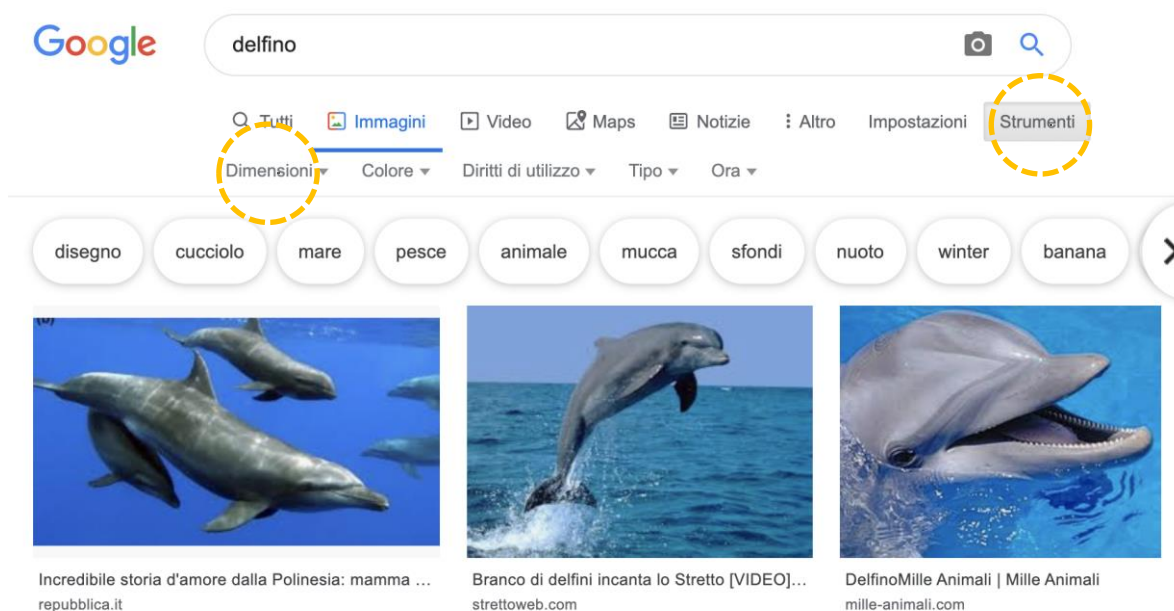 Google delfino
Tutti Immagini Video Maps Notizie Altro Impostazioni Strumenti
Dimensioni Colore Diritti di utilizzo Tipo Ora
disegno cucciolo mare pesce animale mucca sfondi nuoto winter banana
Incredibile storia d'amore dalla Polinesia: mamma ... Branco di delfini incanta lo Stretto [VIDEO]... DelfinoMille Animali | Mille Animali
repubblica.it strettoweb.com mille-animali.com